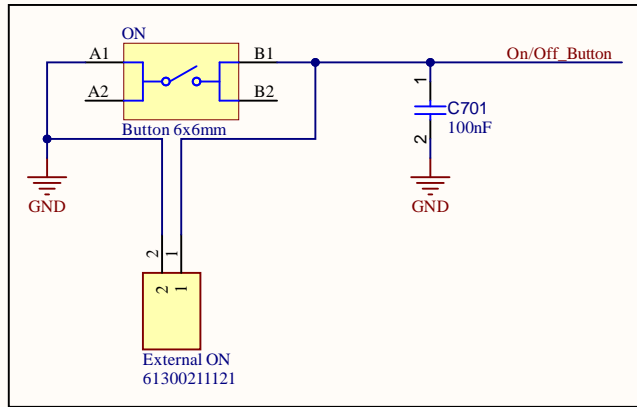 ON
A1
B1
On/Off_Button
A2
B2
1
C701
100nF
2
Button 6x6mm
GND
GND
2
1
2
1
External ON
61300211121